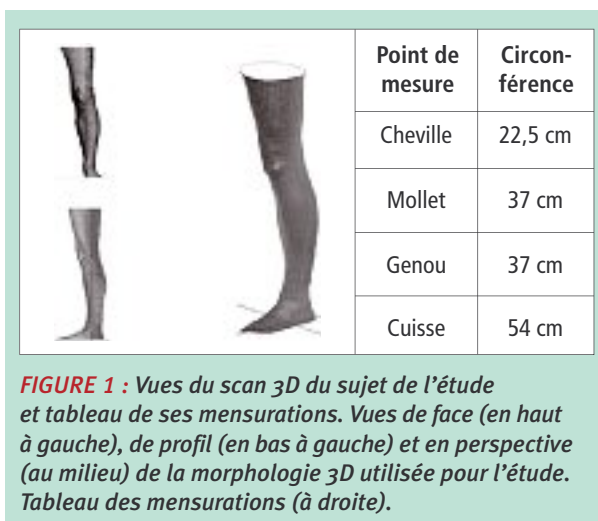 Point de mesure Circon-férence
Cheville 22,5 cm
Mollet 37 cm
Genou 37 cm
Cuisse 54 cm
FIGURE 1 : Vues du scan 3D du sujet de l'étude
et tableau de ses mensurations. Vues de face (en haut
à gauche), de profil (en bas à gauche) et en perspective
(au milieu) de la morphologie 3D utilisée pour l'étude.
Tableau des mensurations (à droite).